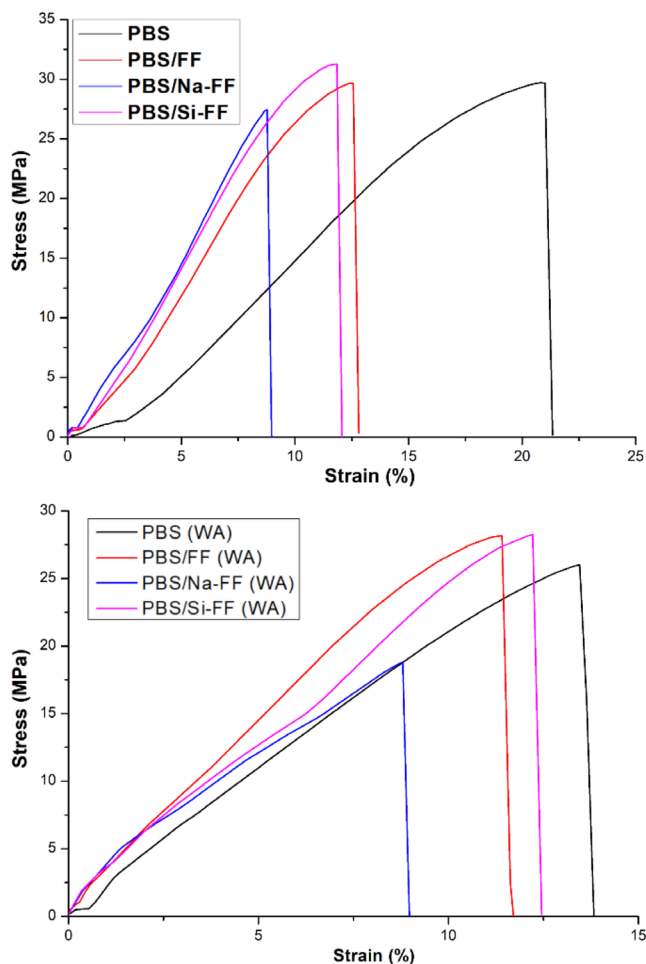 PBS
PBS/FF
PBS/Na-FF
PBS/Si-FF
35
30
25
20
15
10
5
0
Stress (MPa)
0 5 10 15 20 25
Strain (%)
PBS (WA)
PBS/FF (WA)
PBS/Na-FF (WA)
PBS/Si-FF (WA)
30
25
20
15
10
5
0
Stress (MPa)
0 5 10 15
Strain (%)